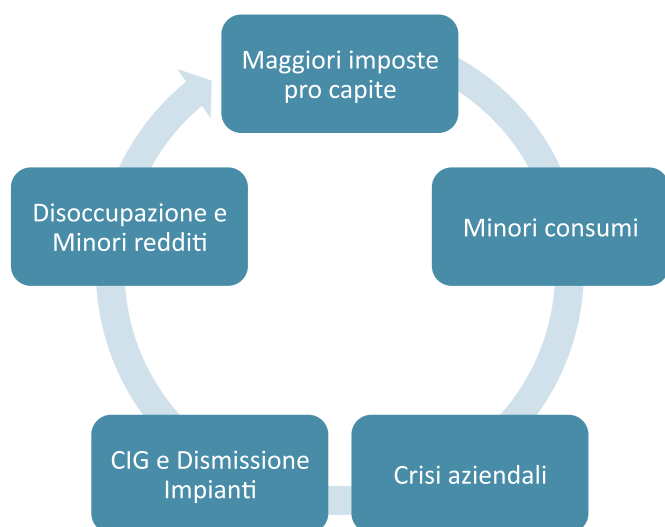 Maggiori imposte
pro capite
Minori consumi
Crisi aziendali
CIG e Dismissione
Impianti
Disoccupazione e
Minori redditi